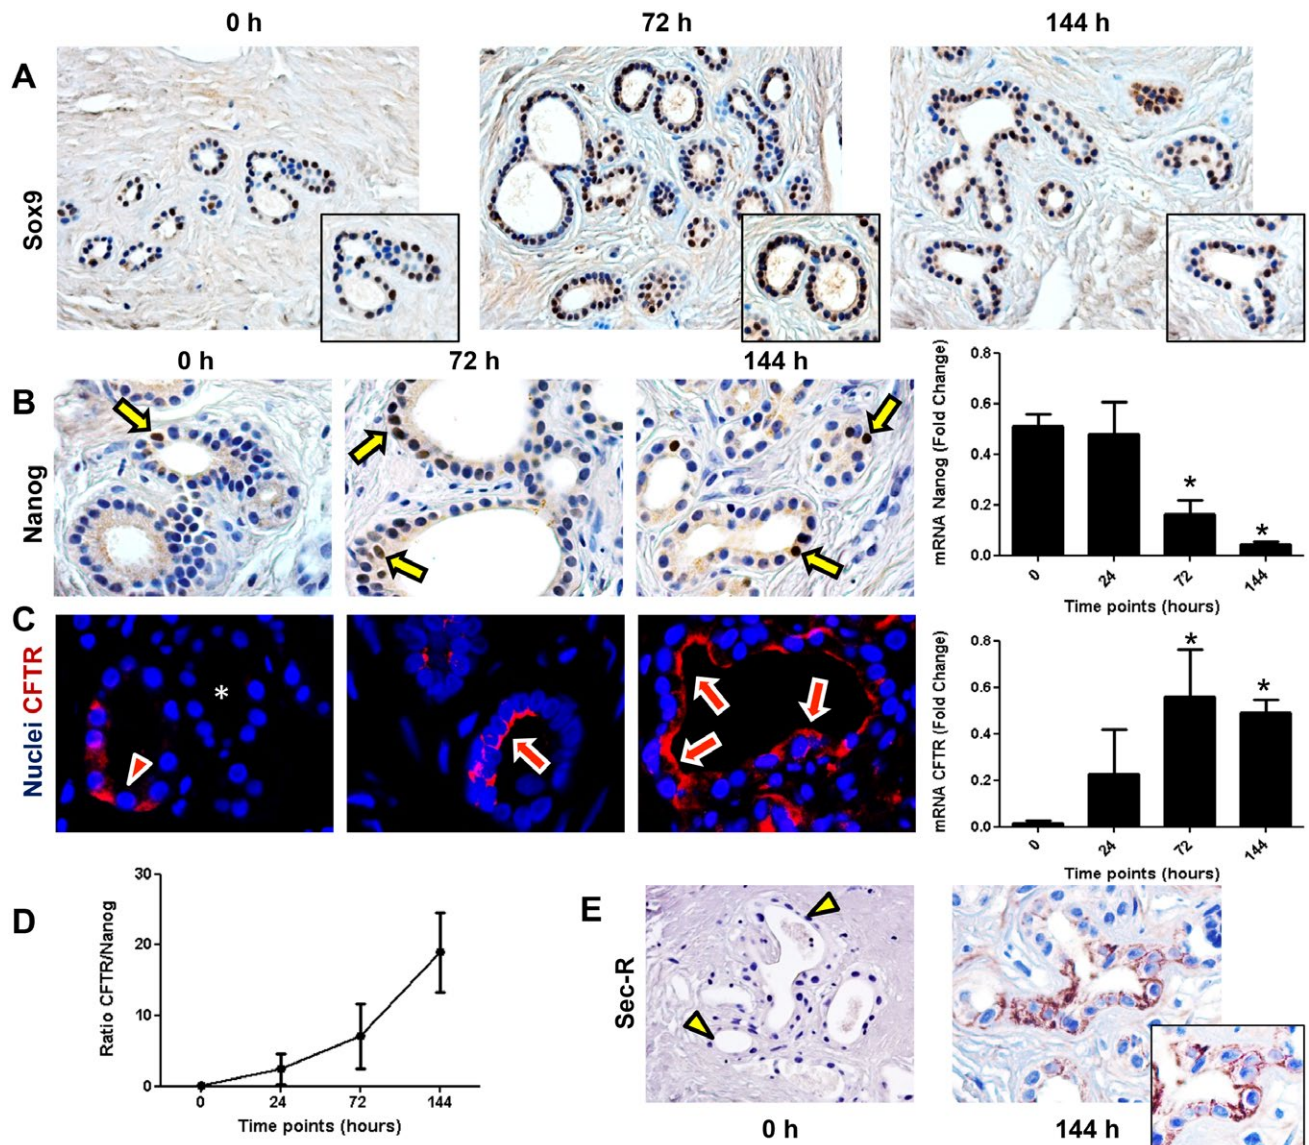 0 h 72 h 144 h
A
Sox9
0 h 72 h 144 h
B
Nanog
mRNA Nanog (Fold Change)
0.8
0.6
0.4
0.2
0.0
*
*
0 24 72 144
Time points (hours)
C
Nuclei CFTR
*
mRNA CFTR (Fold Change)
0.8
0.6
0.4
0.2
0.0
*
*
0 24 72 144
Time points (hours)
D
Ratio CFTR/Nanog
30
20
10
0
0 24 72 144
Time points (hours)
E
Sec-R
0 h 144 h